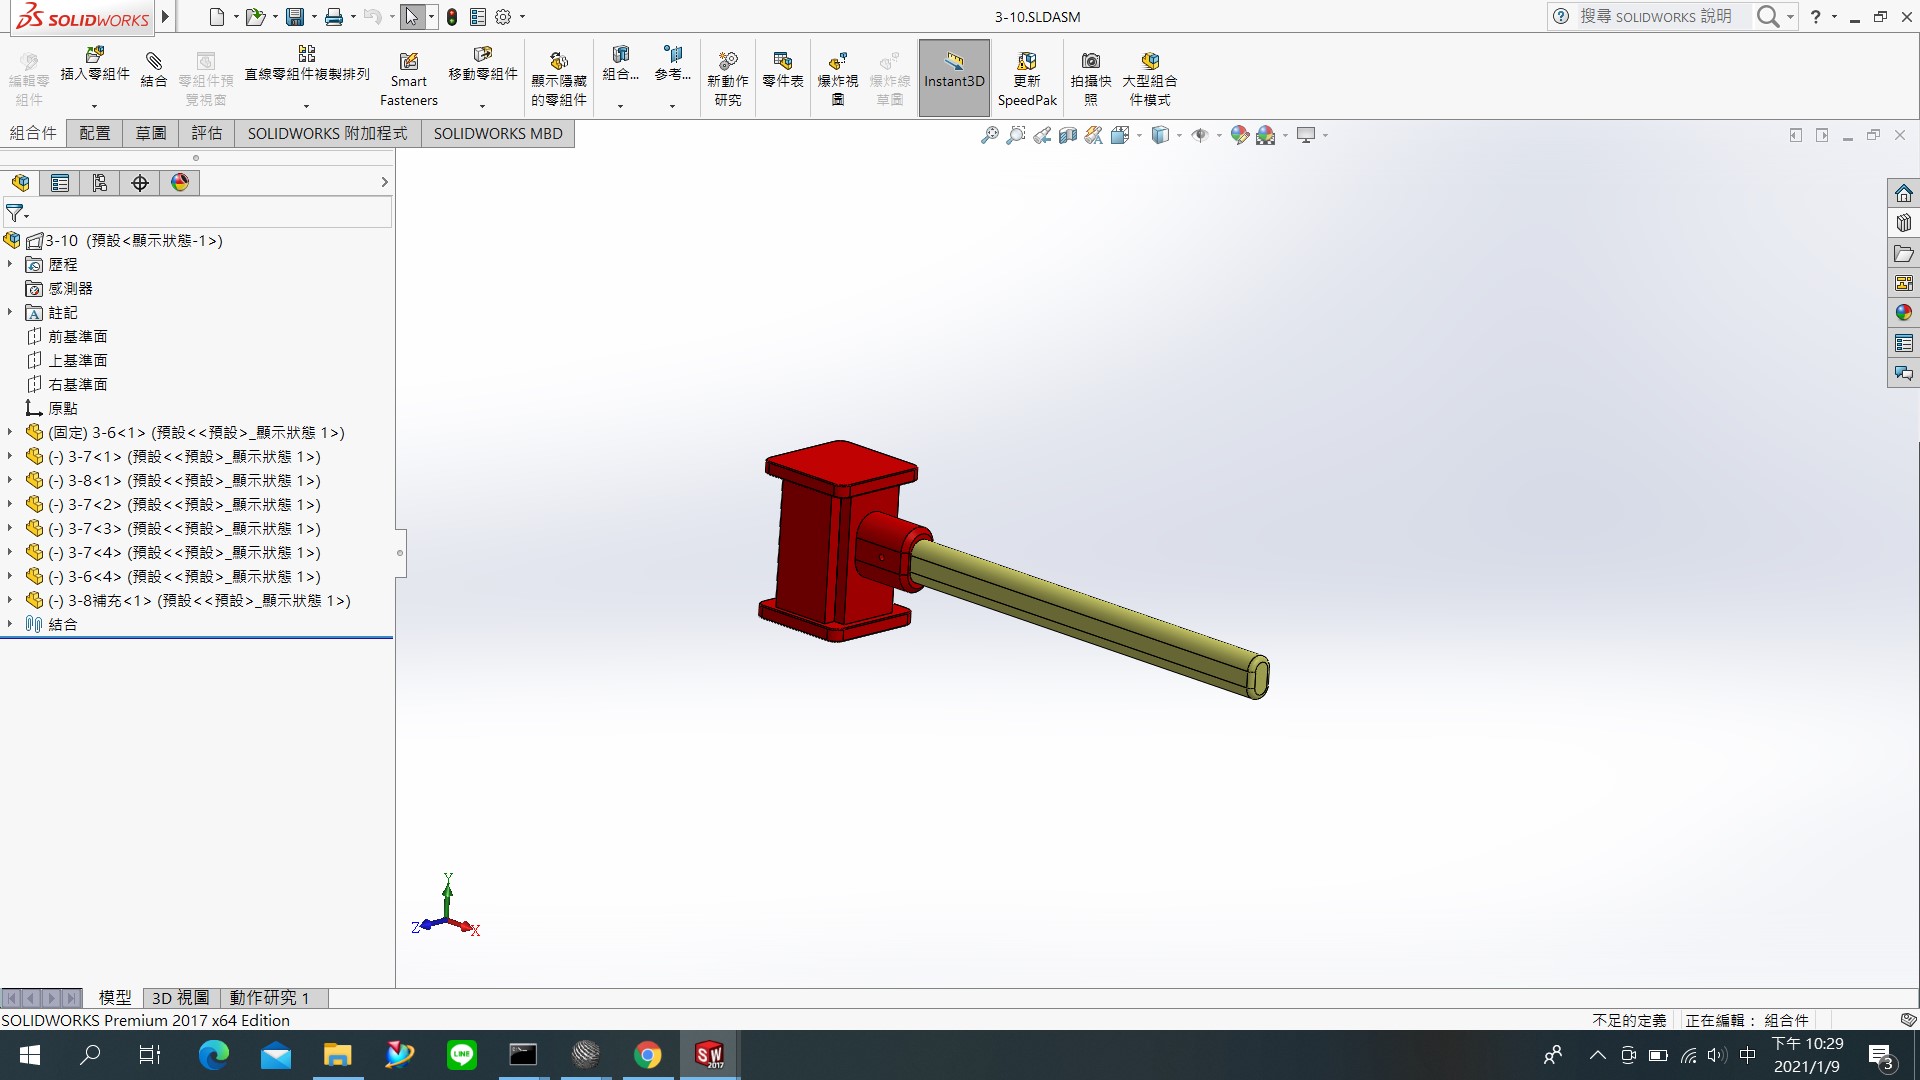 SOLIDWORKS
3-10.SLDASM
搜尋 SOLIDWORKS 說明
編輯零組件
插入零組件
結合
零組件預覽視窗
直線零組件複製排列
Smart Fasteners
移動零組件
顯示隱藏的零組件
組合...
參考...
新動作研究
零件表
爆炸視圖
爆炸線草圖
Instant3D
更新 SpeedPak
拍攝快照
大型組合件模式
組合件
配置
草圖
評估
SOLIDWORKS 附加程式
SOLIDWORKS MBD
3-10 (預設<顯示狀態-1>)
歷程
感測器
註記
前基準面
上基準面
右基準面
原點
(固定) 3-6<1> (預設<<預設>_顯示狀態 1>)
(-) 3-7<1> (預設<<預設>_顯示狀態 1>)
(-) 3-8<1> (預設<<預設>_顯示狀態 1>)
(-) 3-7<2> (預設<<預設>_顯示狀態 1>)
(-) 3-7<3> (預設<<預設>_顯示狀態 1>)
(-) 3-7<4> (預設<<預設>_顯示狀態 1>)
(-) 3-6<4> (預設<<預設>_顯示狀態 1>)
(-) 3-8補充<1> (預設<<預設>_顯示狀態 1>)
結合
Y
Z
X
模型
3D 視圖
動作研究 1
SOLIDWORKS Premium 2017 x64 Edition
不足的定義
正在編輯： 組合件
LINE
SW
2017
中
下午 10:29
2021/1/9
3